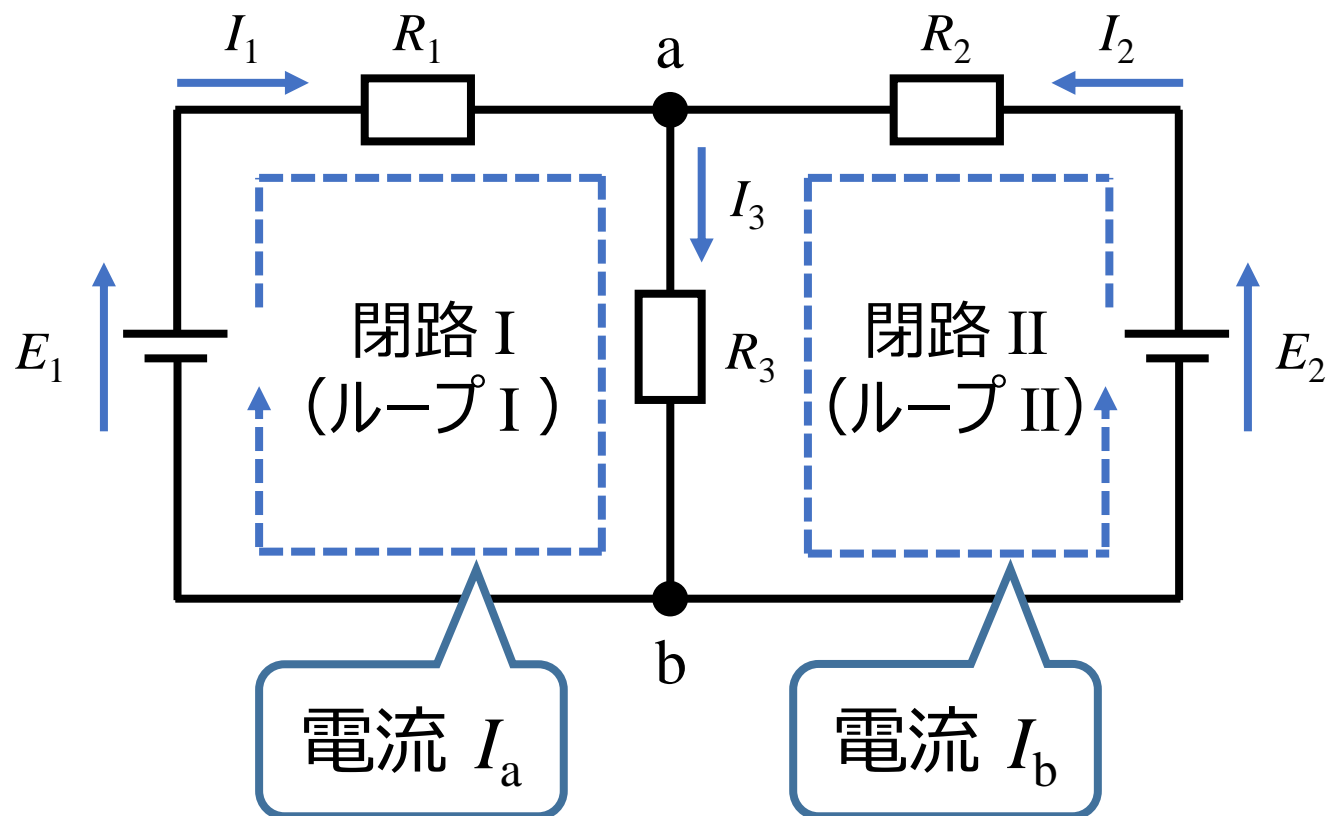 I1
R1
a
R2
I2
I3
E1
閉路 I
(ループ I )
R3
閉路 II
(ループ II)
E2
b
電流 Ia
電流 Ib